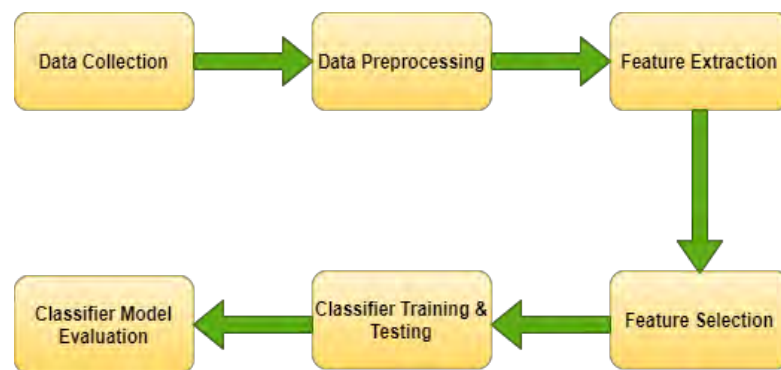 Data Collection
Data Preprocessing
Feature Extraction
Feature Selection
Classifier Training &
Testing
Classifier Model
Evaluation